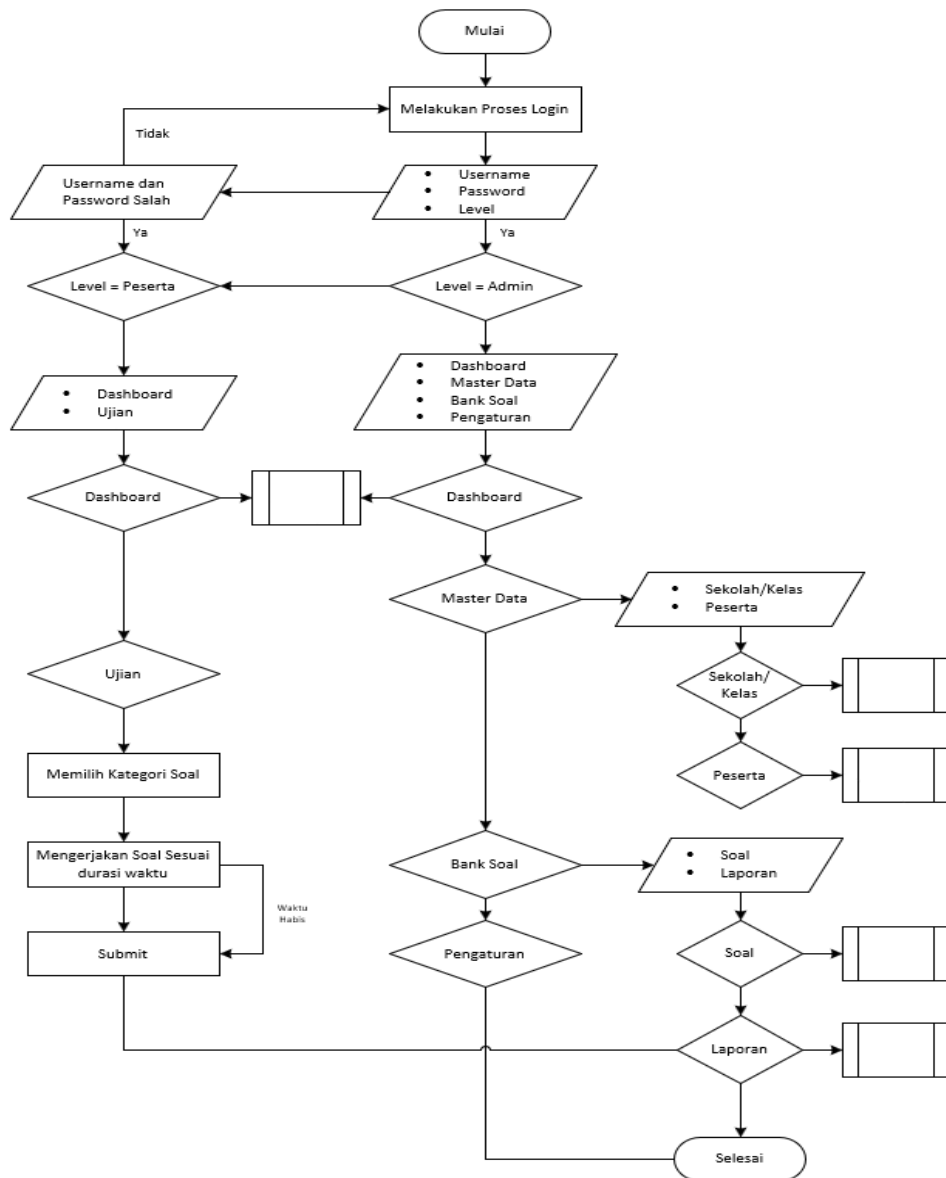 Mulai
Melakukan Proses Login
Tidak
Username dan
Password Salah
• Username
• Password
• Level
Ya
Ya
Level = Peserta
Level = Admin
• Dashboard
• Ujian
• Dashboard
• Master Data
• Bank Soal
• Pengaturan
Dashboard
Dashboard
Master Data
• Sekolah/Kelas
• Peserta
Ujian
Sekolah/
Kelas
Memilih Kategori Soal
Peserta
Mengerjakan Soal Sesuai
durasi waktu
Bank Soal
• Soal
• Laporan
Waktu
Habis
Submit
Pengaturan
Soal
Laporan
Selesai